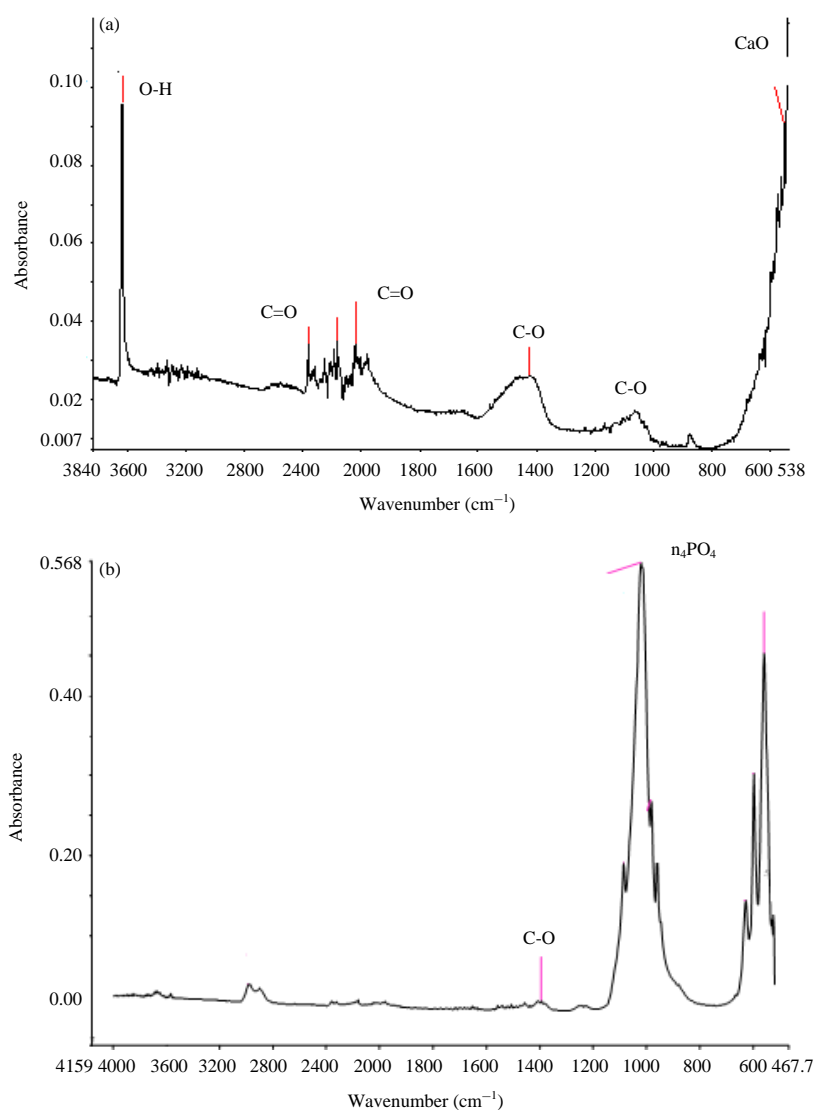 (a)
CaO
0.10
O-H
0.08
Absorbance
0.06
C=O
C=O
0.04
C-O
C-O
0.02
0.007
3840 3600 3200 2800 2400 2000 1800 1600 1400 1200 1000 800 600 538
Wavenumber (cm⁻¹)
n₄PO₄
0.568
(b)
0.40
Absorbance
0.20
C-O
0.00
4159 4000 3600 3200 2800 2400 2000 1800 1600 1400 1200 1000 800 600 467.7
Wavenumber (cm⁻¹)